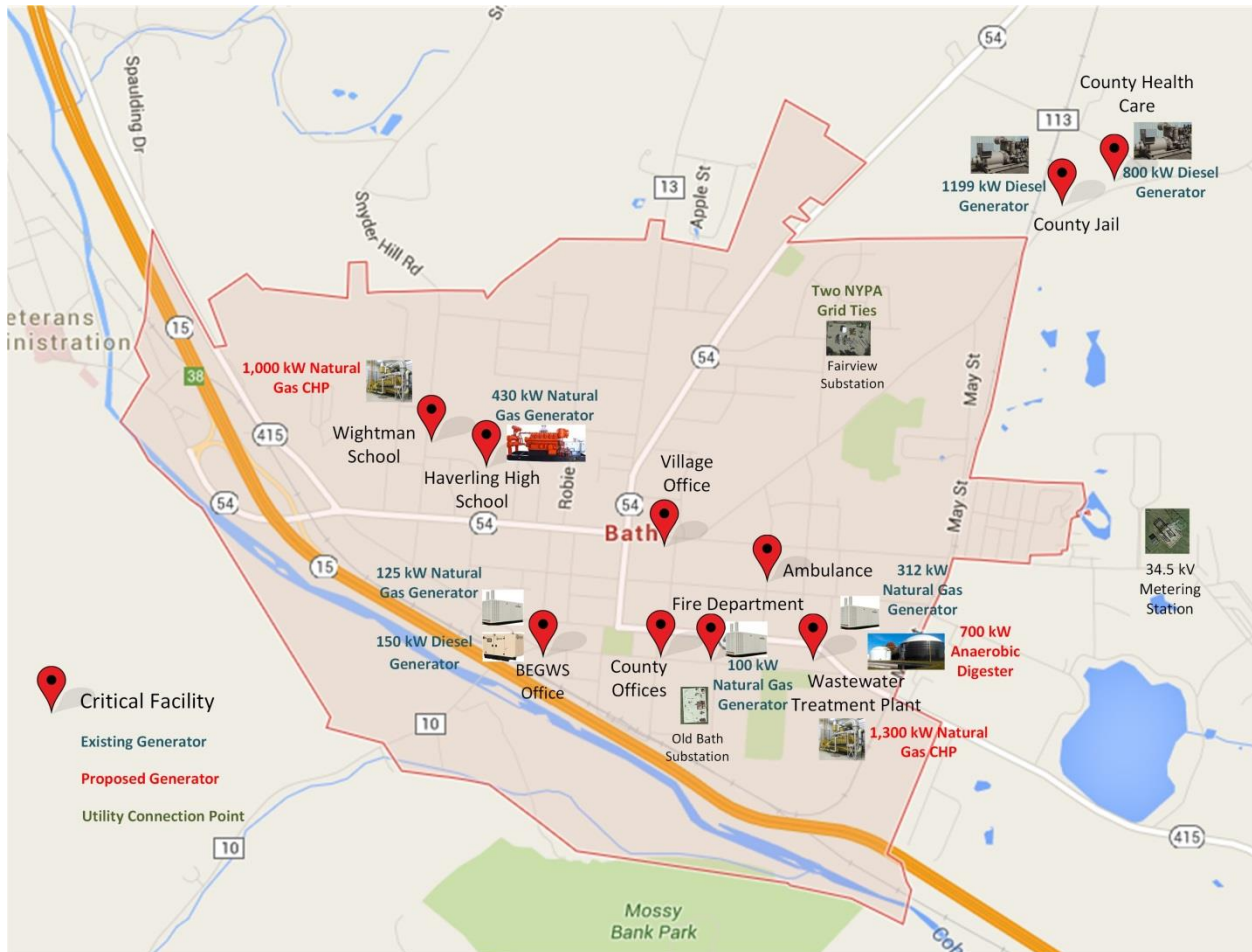 54
Spaulding Dr
County Health
Care
113
1199 kW Diesel
Generator
800 kW Diesel
Generator
County Jail
13
Apple St
Snyder Hill Rd
Two NYPA
Grid Ties
Fairview
Substation
eterans
inistration
15
38
54
May St
1,000 kW Natural
Gas CHP
430 kW Natural
Gas Generator
415
Wightman
School
Haverling High
School
Robie
Village
Office
54
54
54
Bath
May St
34.5 kV
Metering
Station
15
Ambulance
125 kW Natural
Gas Generator
312 kW
Natural Gas
Generator
Fire Department
150 kW Diesel
Generator
700 kW
Anaerobic
Digester
BEGWS
Office
County
Offices
100 kW
Natural Gas
Generator
Wastewater
Treatment Plant
Critical Facility
10
Old Bath
Substation
1,300 kW Natural
Gas CHP
Existing Generator
Proposed Generator
Utility Connection Point
10
415
Mossy
Bank Park